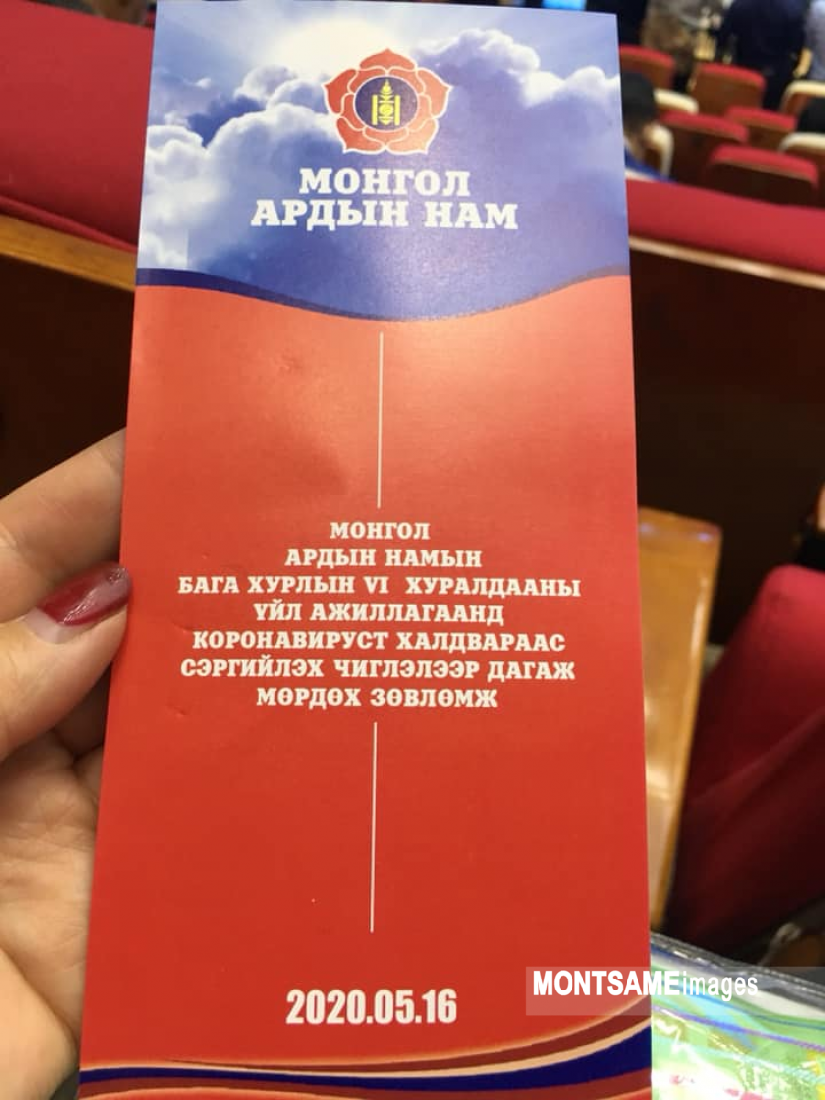 МОНГОЛ
АРДЫН НАМ
МОНГОЛ
АРДЫН НАМЫН
БАГА ХУРЛЫН VI ХУРАЛДААНЫ
ҮЙЛ АЖИЛЛАГААНД
КОРОНАВИРУСТ ХАЛДВАРААС
СЭРГИЙЛЭХ ЧИГЛЭЛЭЭР ДАГАЖ
МӨРДӨХ ЗӨВЛӨМЖ
2020.05.16
MONTSAMEimages